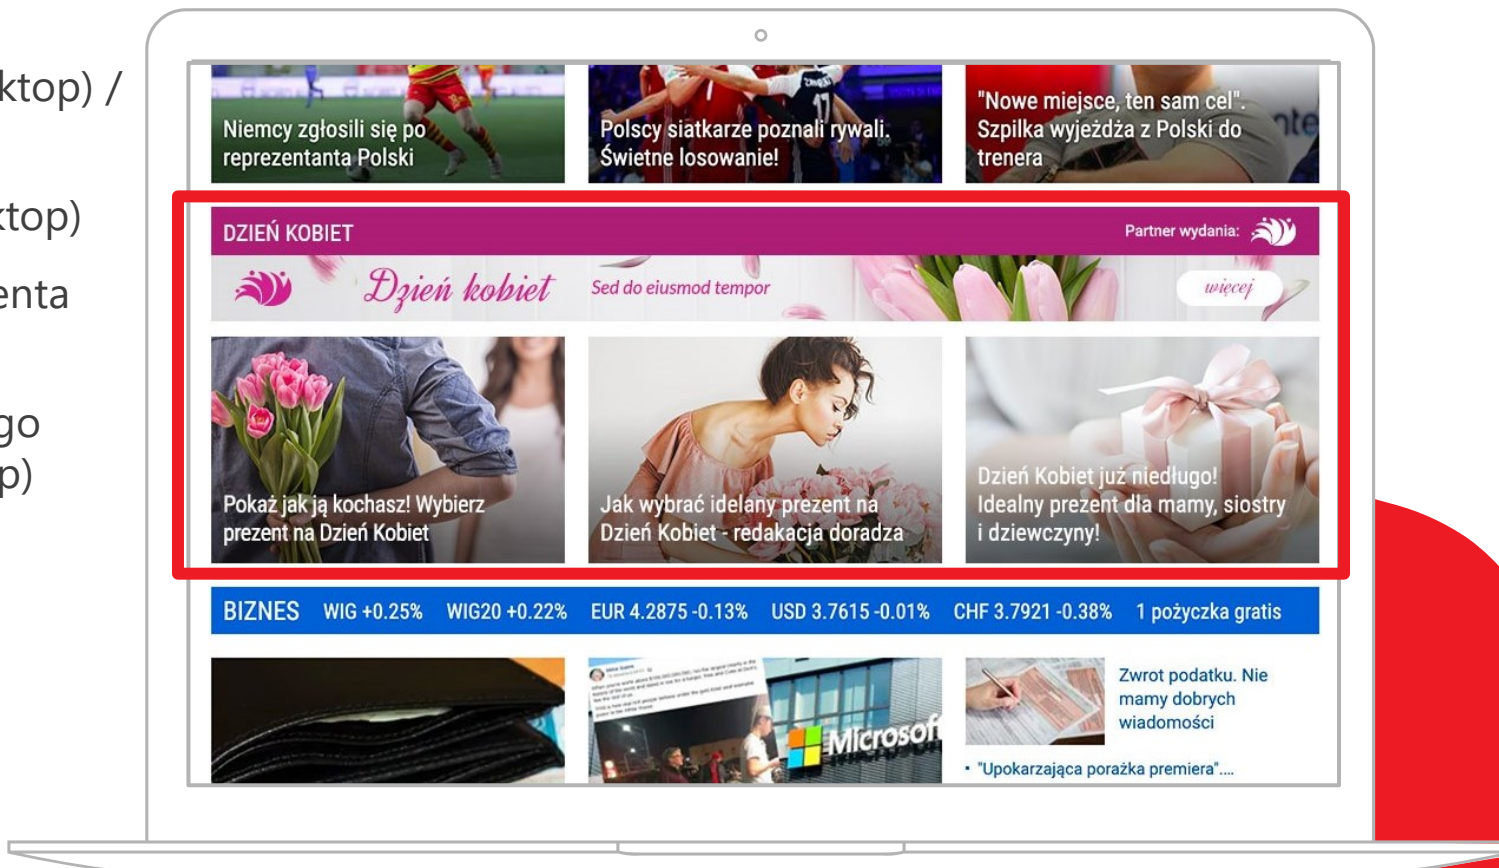 ktop) /
ktop)
enta
go
p)
Niemcy zgłosili się po
reprezentanta Polski
Polscy siatkarze poznali rywali.
Świetne losowanie!
"Nowe miejsce, ten sam cel".
Szpilka wyjeżdża z Polski do
trenera
DZIEŃ KOBIET
Partner wydania:
Dzień kobiet
Sed do eiusmod tempor
więcej
Pokaż jak ją kochasz! Wybierz
prezent na Dzień Kobiet
Jak wybrać idelany prezent na
Dzień Kobiet - redakacja doradza
Dzień Kobiet już niedługo!
Idealny prezent dla mamy, siostry
i dziewczyny!
BIZNES WIG +0.25% WIG20 +0.22% EUR 4.2875 -0.13% USD 3.7615 -0.01% CHF 3.7921 -0.38% 1 pożyczka gratis
Microsoft
Zwrot podatku. Nie
mamy dobrych
wiadomości
"Upokarzająca porażka premiera"....